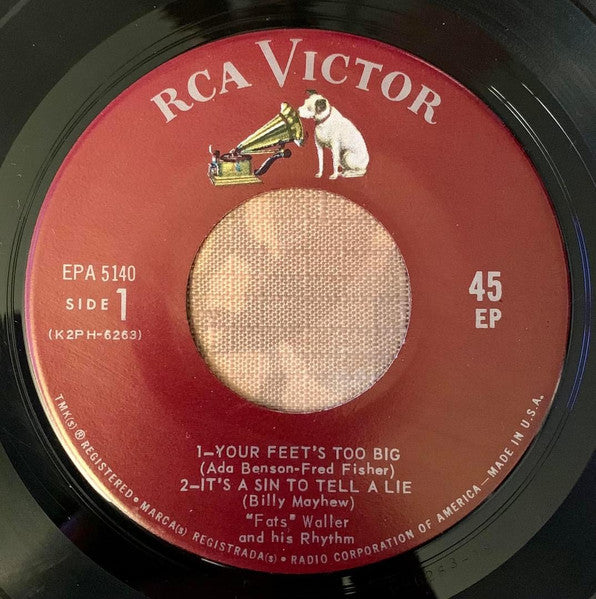 RCA VICTOR
EPA 5140
SIDE 1
(K2PH-6263)
45
EP
1—YOUR FEET'S TOO BIG
(Ada Benson-Fred Fisher)
2—IT'S A SIN TO TELL A LIE
(Billy Mayhew)
"Fats" Waller
and his Rhythm
TMK(s) ® REGISTERED • MARCA(s) REGISTRADA(s) • RADIO CORPORATION OF AMERICA—MADE IN U.S.A.